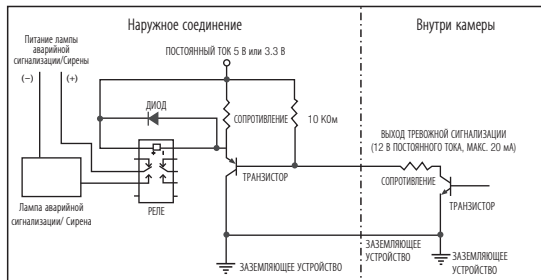 Наружное соединение
Внутри камеры
Питание лампы
аварийной
сигнализации/Сирены
(–) (+)
ПОСТОЯННЫЙ ТОК 5 В или 3.3 В
ДИОД
СОПРОТИВЛЕНИЕ
10 КОм
ВЫХОД ТРЕВОЖНОЙ СИГНАЛИЗАЦИИ
(12 В ПОСТОЯННОГО ТОКА, МАКС. 20 мА)
СОПРОТИВЛЕНИЕ
ТРАНЗИСТОР
ТРАНЗИСТОР
Лампа аварийной
сигнализации/ Сирена
РЕЛЕ
ЗАЗЕМЛЯЮЩЕЕ УСТРОЙСТВО
ЗАЗЕМЛЯЮЩЕЕ
УСТРОЙСТВО
ЗАЗЕМЛЯЮЩЕЕ
УСТРОЙСТВО